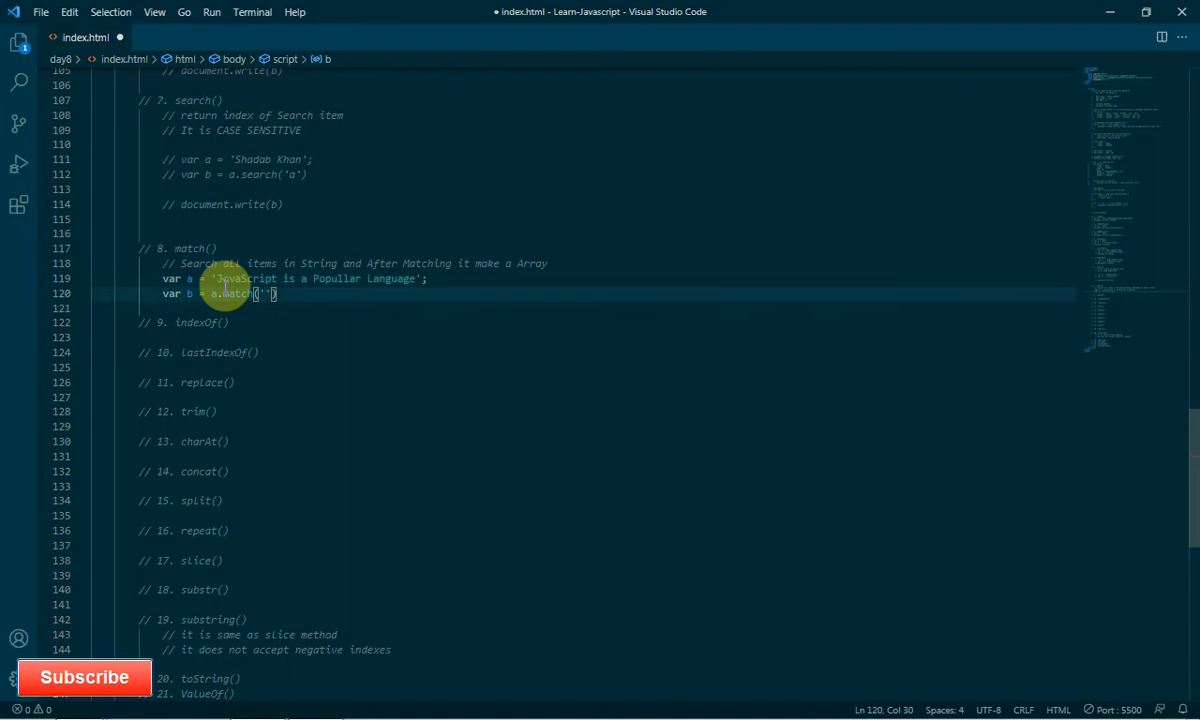 File Edit Selection View Go Run Terminal Help
● index.html - Learn-Javascript - Visual Studio Code
<> index.html ●
day8 > <> index.html > html > body > script > b
105 // document.write(b)
106
107 // 7. search()
108 // return index of Search item
109 // It is CASE SENSITIVE
110
111 // var a = 'Shadab Khan';
112 // var b = a.search('a')
113
114 // document.write(b)
115
116
117 // 8. match()
118 // Search all items in String and After Matching it make a Array
119 var a = 'JavaScript is a Popullar Language';
120 var b = a.match('')
121
122 // 9. indexOf()
123
124 // 10. lastIndexOf()
125
126 // 11. replace()
127
128 // 12. trim()
129
130 // 13. charAt()
131
132 // 14. concat()
133
134 // 15. split()
135
136 // 16. repeat()
137
138 // 17. slice()
139
140 // 18. substr()
141
142 // 19. substring()
143 // it is same as slice method
144 // it does not accept negative indexes
// 20. toString()
// 21. ValueOf()
1
Subscribe
0 0
Ln 120, Col 30 Spaces: 4 UTF-8 CRLF HTML Port : 5500